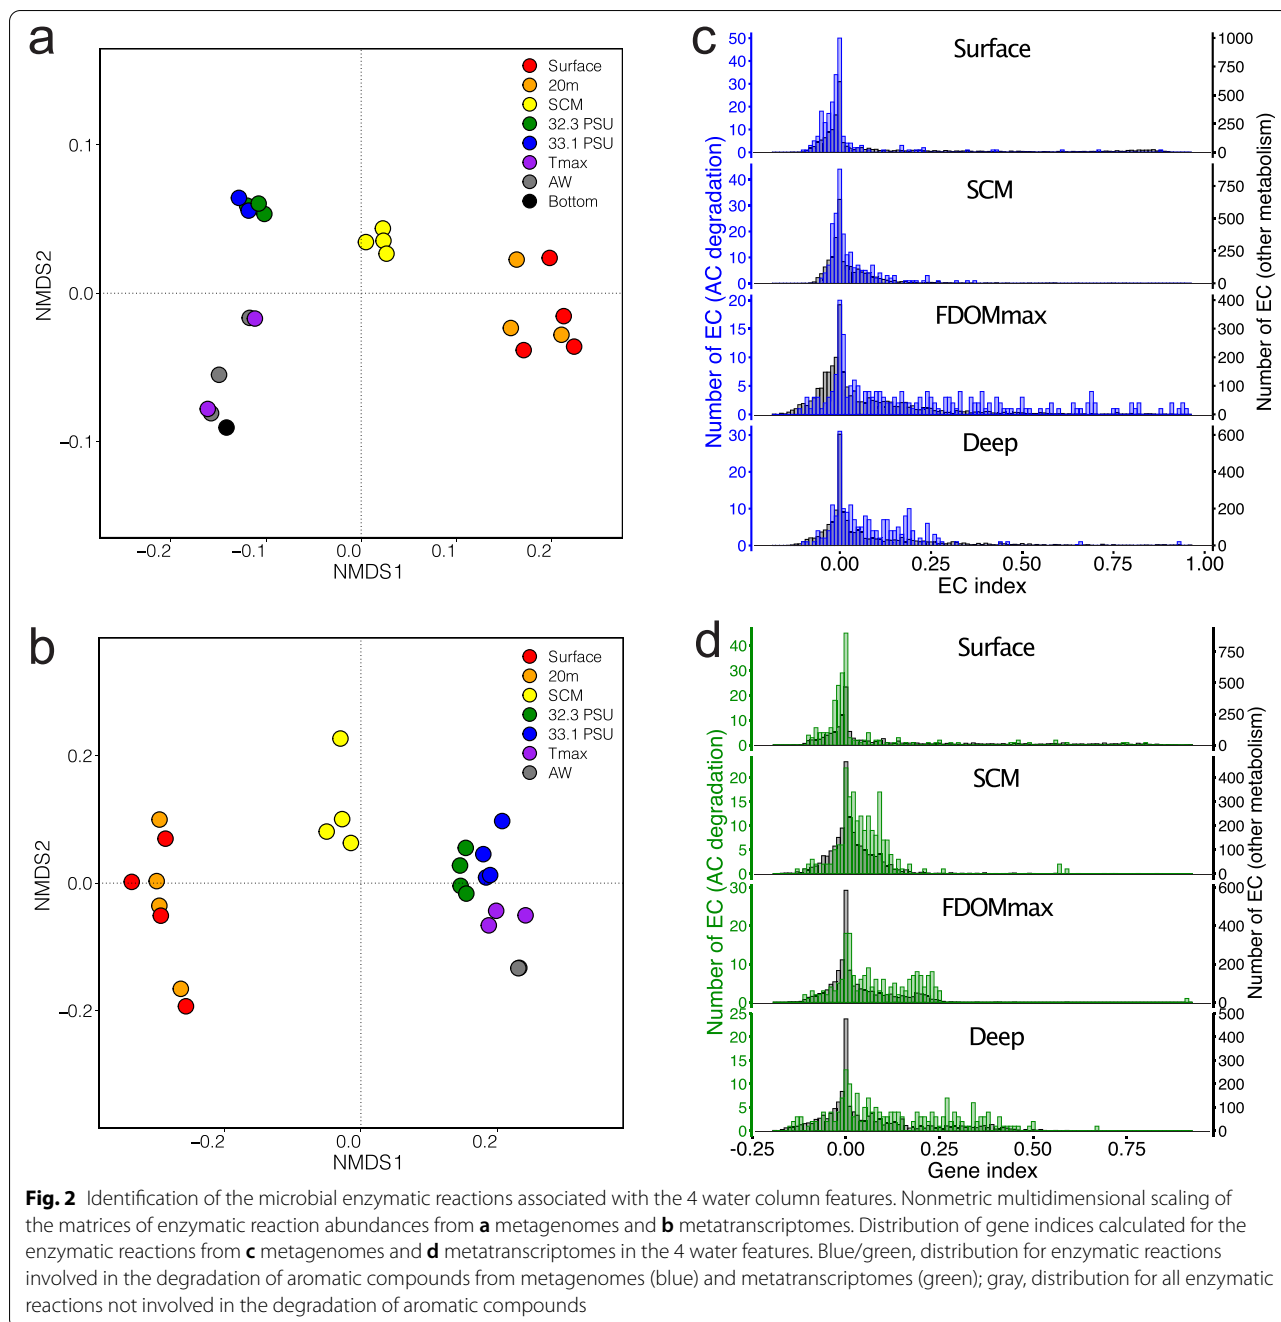 a
Surface
20m
SCM
32.3 PSU
33.1 PSU
Tmax
AW
Bottom
0.1
0.0
−0.1
NMDS2
−0.2
−0.1
0.0
0.1
0.2
NMDS1
c
Surface
50
40
30
20
10
0
1000
750
500
250
0
SCM
40
30
20
10
0
750
500
250
0
FDOMmax
20
15
10
5
0
400
300
200
100
0
Deep
30
20
10
0
600
400
200
0
Number of EC (AC degradation)
Number of EC (other metabolism)
0.00
0.25
0.50
0.75
1.00
EC index
b
Surface
20m
SCM
32.3 PSU
33.1 PSU
Tmax
AW
0.2
0.0
−0.2
NMDS2
−0.2
0.0
0.2
NMDS1
d
Surface
40
30
20
10
0
750
500
250
0
SCM
20
15
10
5
0
400
300
200
100
0
FDOMmax
30
20
10
0
600
400
200
0
Deep
25
20
15
10
5
0
500
400
300
200
100
0
Number of EC (AC degradation)
Number of EC (other metabolism)
-0.25
0.00
0.25
0.50
0.75
Gene index
Fig. 2 Identification of the microbial enzymatic reactions associated with the 4 water column features. Nonmetric multidimensional scaling of
the matrices of enzymatic reaction abundances from a metagenomes and b metatranscriptomes. Distribution of gene indices calculated for the
enzymatic reactions from c metagenomes and d metatranscriptomes in the 4 water features. Blue/green, distribution for enzymatic reactions
involved in the degradation of aromatic compounds from metagenomes (blue) and metatranscriptomes (green); gray, distribution for all enzymatic
reactions not involved in the degradation of aromatic compounds